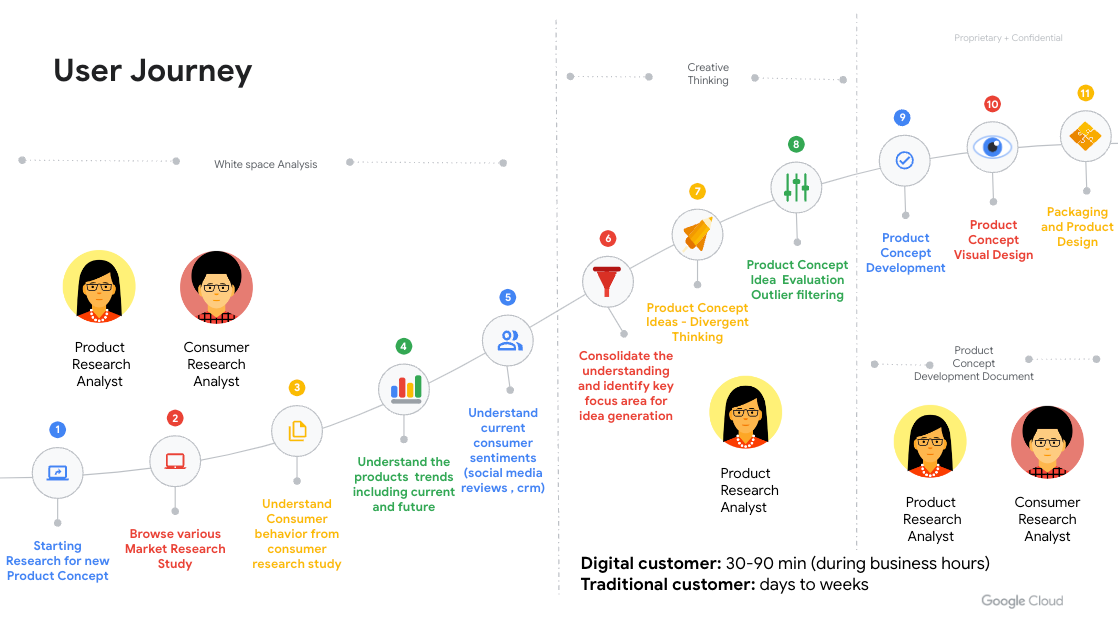 Proprietary + Confidential
User Journey
White space Analysis
Creative
Thinking
Product
Research
Analyst
Consumer
Research
Analyst
1
Starting
Research for new
Product Concept
2
Browse various
Market Research
Study
3
Understand
Consumer
behavior from
consumer
research study
4
Understand the
products trends
including current
and future
5
Understand
current
consumer
sentiments
(social media
reviews , crm)
6
Consolidate the
understanding
and identify key
focus area for
idea generation
7
Product Concept
Ideas - Divergent
Thinking
8
Product Concept
Idea Evaluation
Outlier filtering
Product
Research
Analyst
9
Product
Concept
Development
10
Product
Concept
Visual Design
11
Packaging
and Product
Design
Product
Concept
Development Document
Product
Research
Analyst
Consumer
Research
Analyst
Digital customer: 30-90 min (during business hours)
Traditional customer: days to weeks
Google Cloud